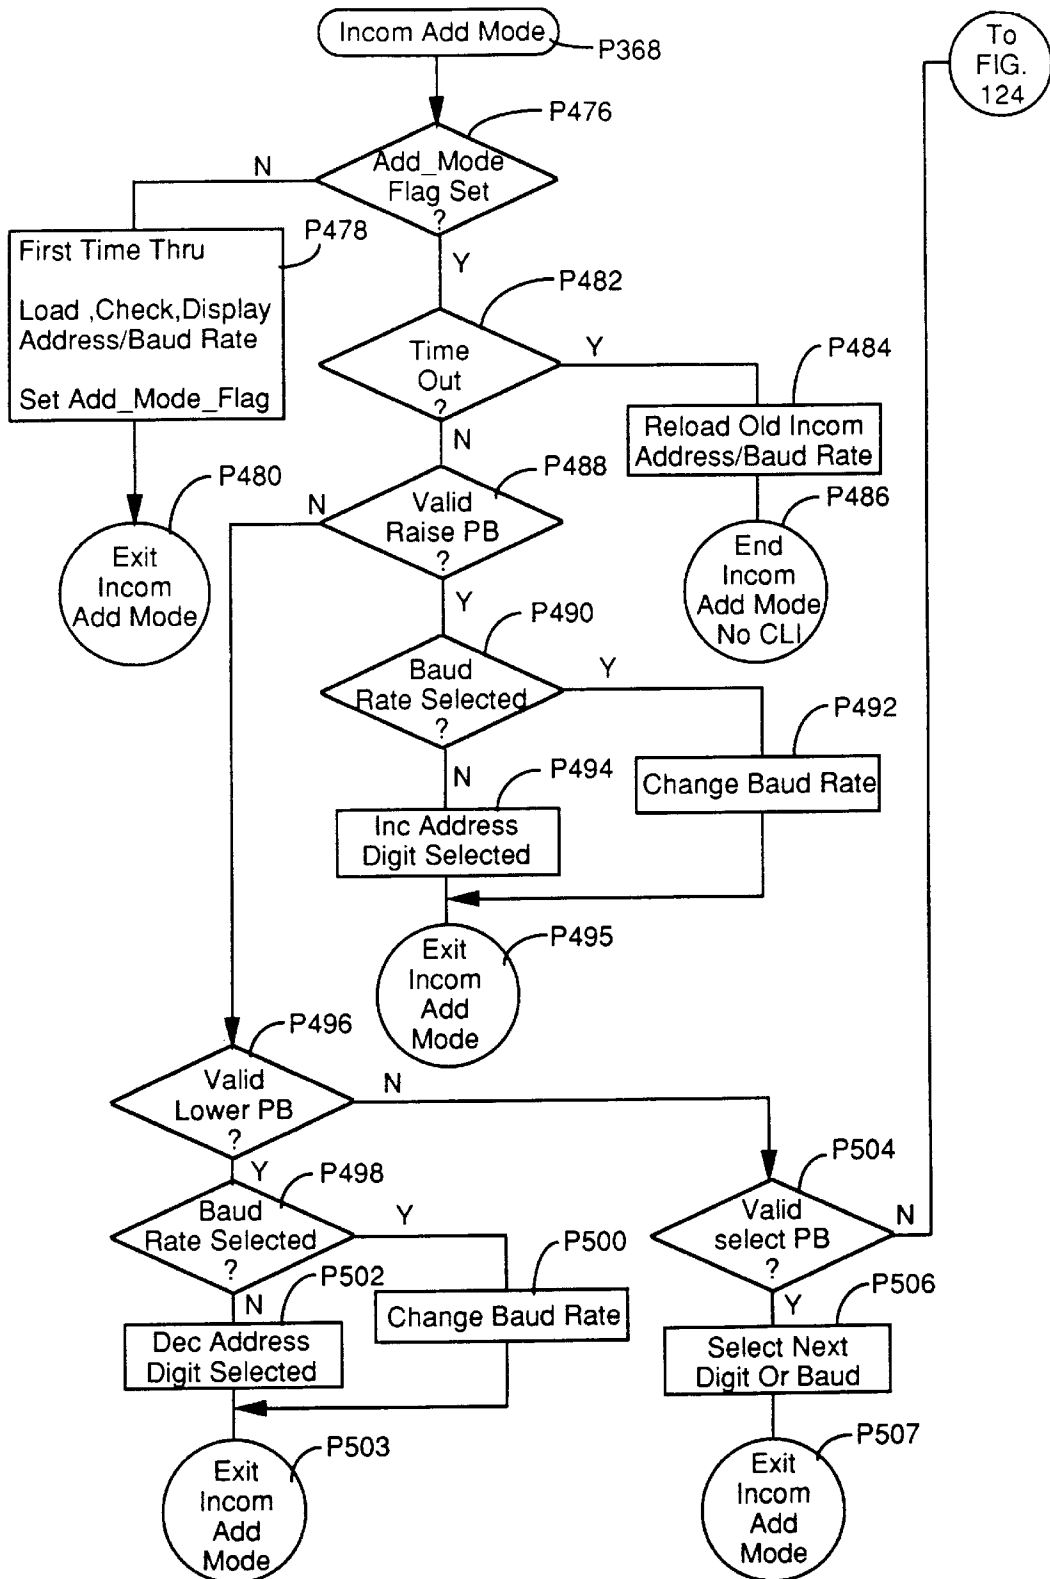 Incom Add Mode
P368
To
FIG.
124
P476
Add_Mode
Flag Set
?
N
Y
P478
First Time Thru
Load ,Check,Display
Address/Baud Rate
Set Add_Mode_Flag
P480
Exit
Incom
Add Mode
P482
Time
Out
?
Y
N
P484
Reload Old Incom
Address/Baud Rate
P486
End
Incom
Add Mode
No CLI
P488
Valid
Raise PB
?
N
Y
P490
Baud
Rate Selected
?
Y
N
P492
Change Baud Rate
P494
Inc Address
Digit Selected
P495
Exit
Incom
Add
Mode
P496
Valid
Lower PB
?
N
Y
P498
Baud
Rate Selected
?
Y
N
P500
Change Baud Rate
P502
Dec Address
Digit Selected
P503
Exit
Incom
Add
Mode
P504
Valid
select PB
?
N
Y
P506
Select Next
Digit Or Baud
P507
Exit
Incom
Add
Mode